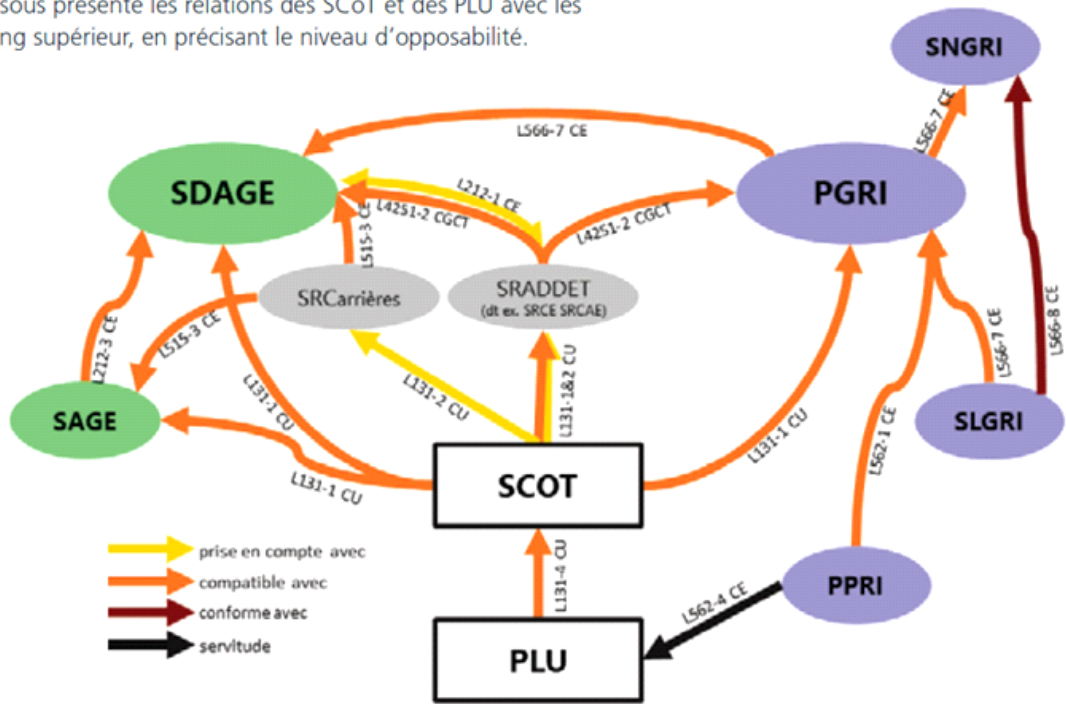 sous présente les relations des SCoT et des PLU avec les
ng supérieur, en précisant le niveau d'opposabilité.
SNGRI
L566-7 CE
L566-7 CE
SDAGE
PGRI
L212-1 CE
L4251-2 CGCT
L4251-2 CGCT
L515-3 CE
SRCarrières
SRADDET
(dt ex. SRCE SRCAE)
L566-8 CE
L212-3 CE
L515-3 CE
L566-7 CE
L131-1 CU
L131-2 CU
L131-1&2 CU
L131-1 CU
L562-1 CE
SAGE
SLGRI
L131-1 CU
SCOT
prise en compte avec
compatible avec
conforme avec
servitude
L131-4 CU
L562-4 CE
PPRI
PLU